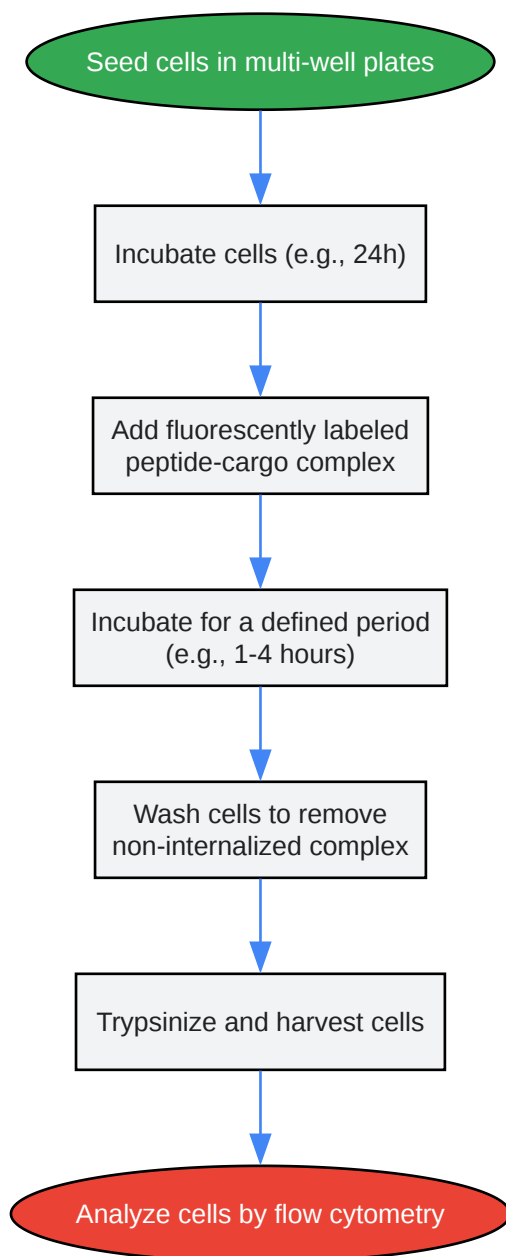 Seed cells in multi-well plates
Incubate cells (e.g., 24h)
Add fluorescently labeled
peptide-cargo complex
Incubate for a defined period
(e.g., 1-4 hours)
Wash cells to remove
non-internalized complex
Trypsinize and harvest cells
Analyze cells by flow cytometry